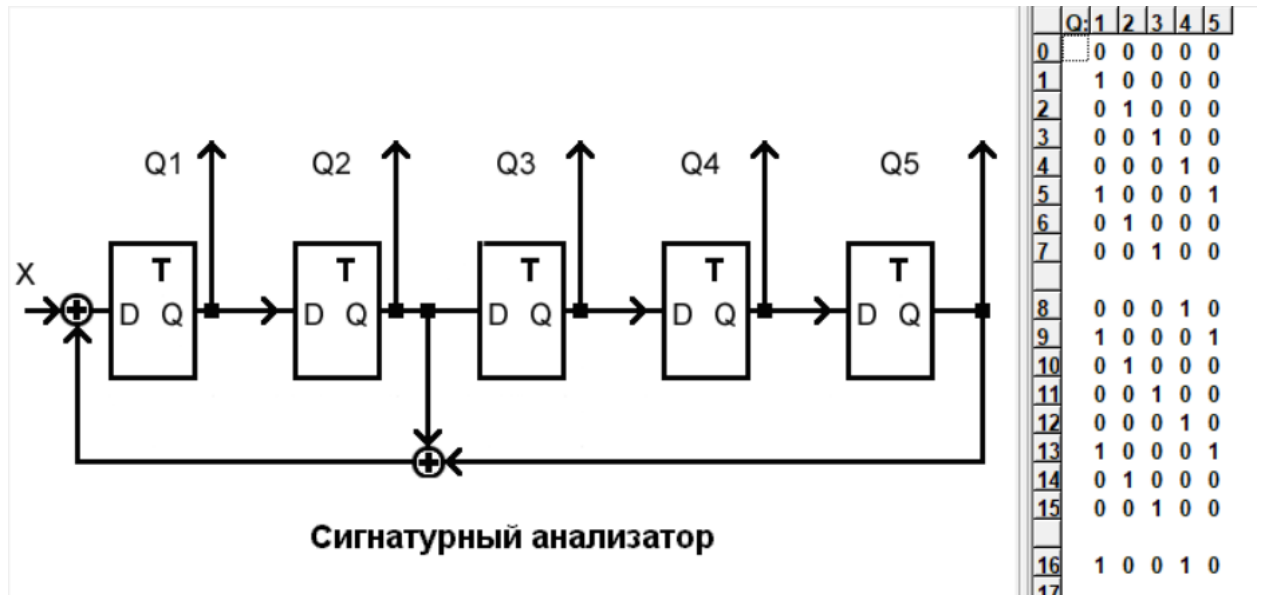 Q1 Q2 Q3 Q4 Q5
X
T T T T T
D Q D Q D Q D Q D Q
Сигнатурный анализатор
Q: 1 2 3 4 5
0 0 0 0 0 0
1 1 0 0 0 0
2 0 1 0 0 0
3 0 0 1 0 0
4 0 0 0 1 0
5 1 0 0 0 1
6 0 1 0 0 0
7 0 0 1 0 0
8 0 0 0 1 0
9 1 0 0 0 1
10 0 1 0 0 0
11 0 0 1 0 0
12 0 0 0 1 0
13 1 0 0 0 1
14 0 1 0 0 0
15 0 0 1 0 0
16 1 0 0 1 0
17